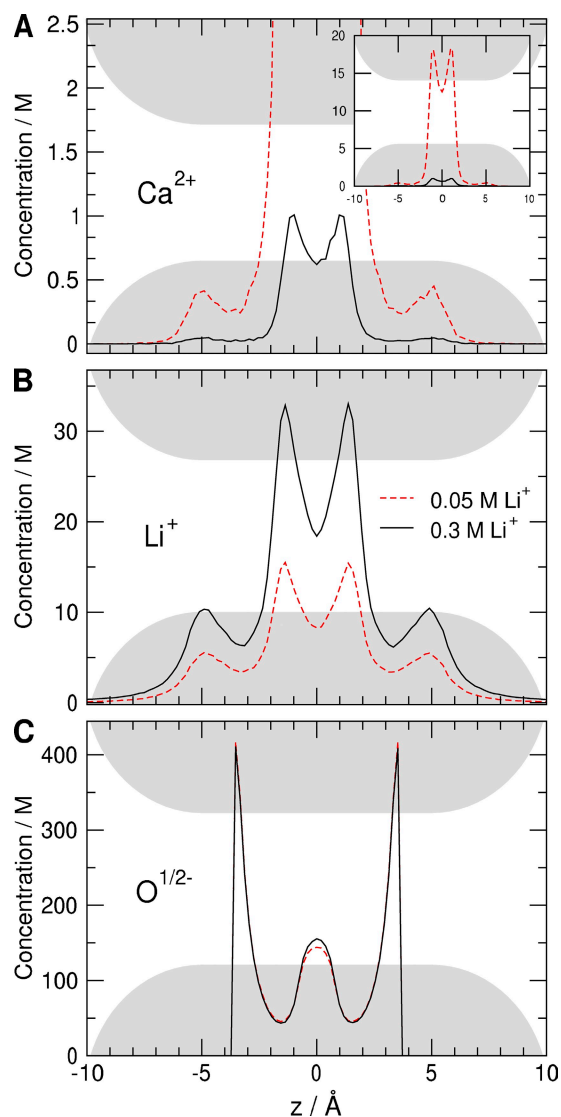 A
Concentration / M
2.5
2
1.5
1
0.5
0
Ca2+
20
15
10
5
0
-10 -5 0 5 10
B
Concentration / M
30
20
10
0
Li+
0.05 M Li+
0.3 M Li+
C
Concentration / M
400
300
200
100
0
O1/2-
-10 -5 0 5 10
z / Å